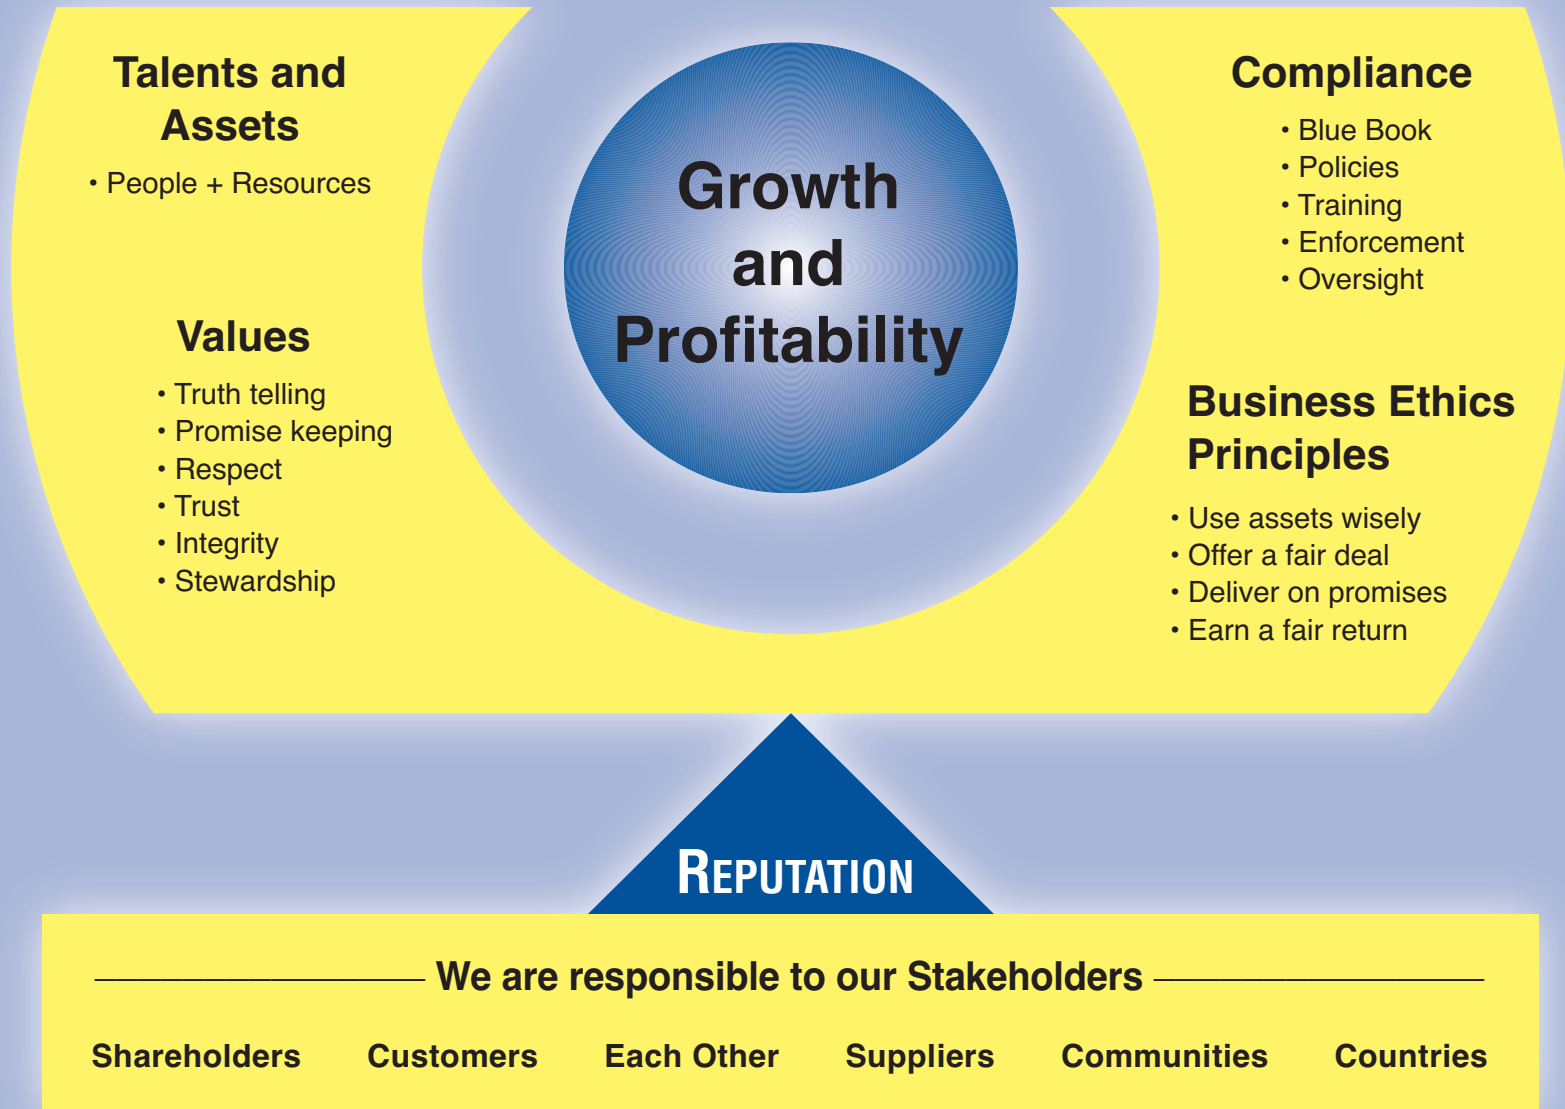 Talents and
Assets
• People + Resources
Values
• Truth telling
• Promise keeping
• Respect
• Trust
• Integrity
• Stewardship
Growth
and
Profitability
Compliance
• Blue Book
• Policies
• Training
• Enforcement
• Oversight
Business Ethics
Principles
• Use assets wisely
• Offer a fair deal
• Deliver on promises
• Earn a fair return
REPUTATION
We are responsible to our Stakeholders
Shareholders Customers Each Other Suppliers Communities Countries